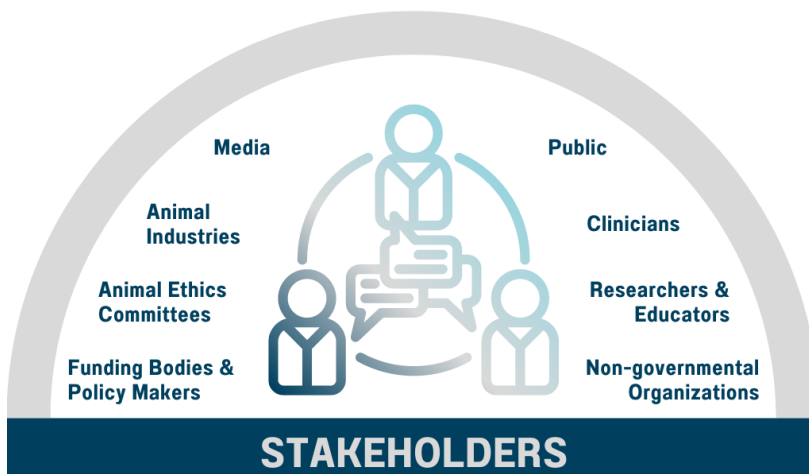 Media
Public
Animal
Industries
Clinicians
Animal Ethics
Committees
Researchers &
Educators
Funding Bodies &
Policy Makers
Non-governmental
Organizations
STAKEHOLDERS